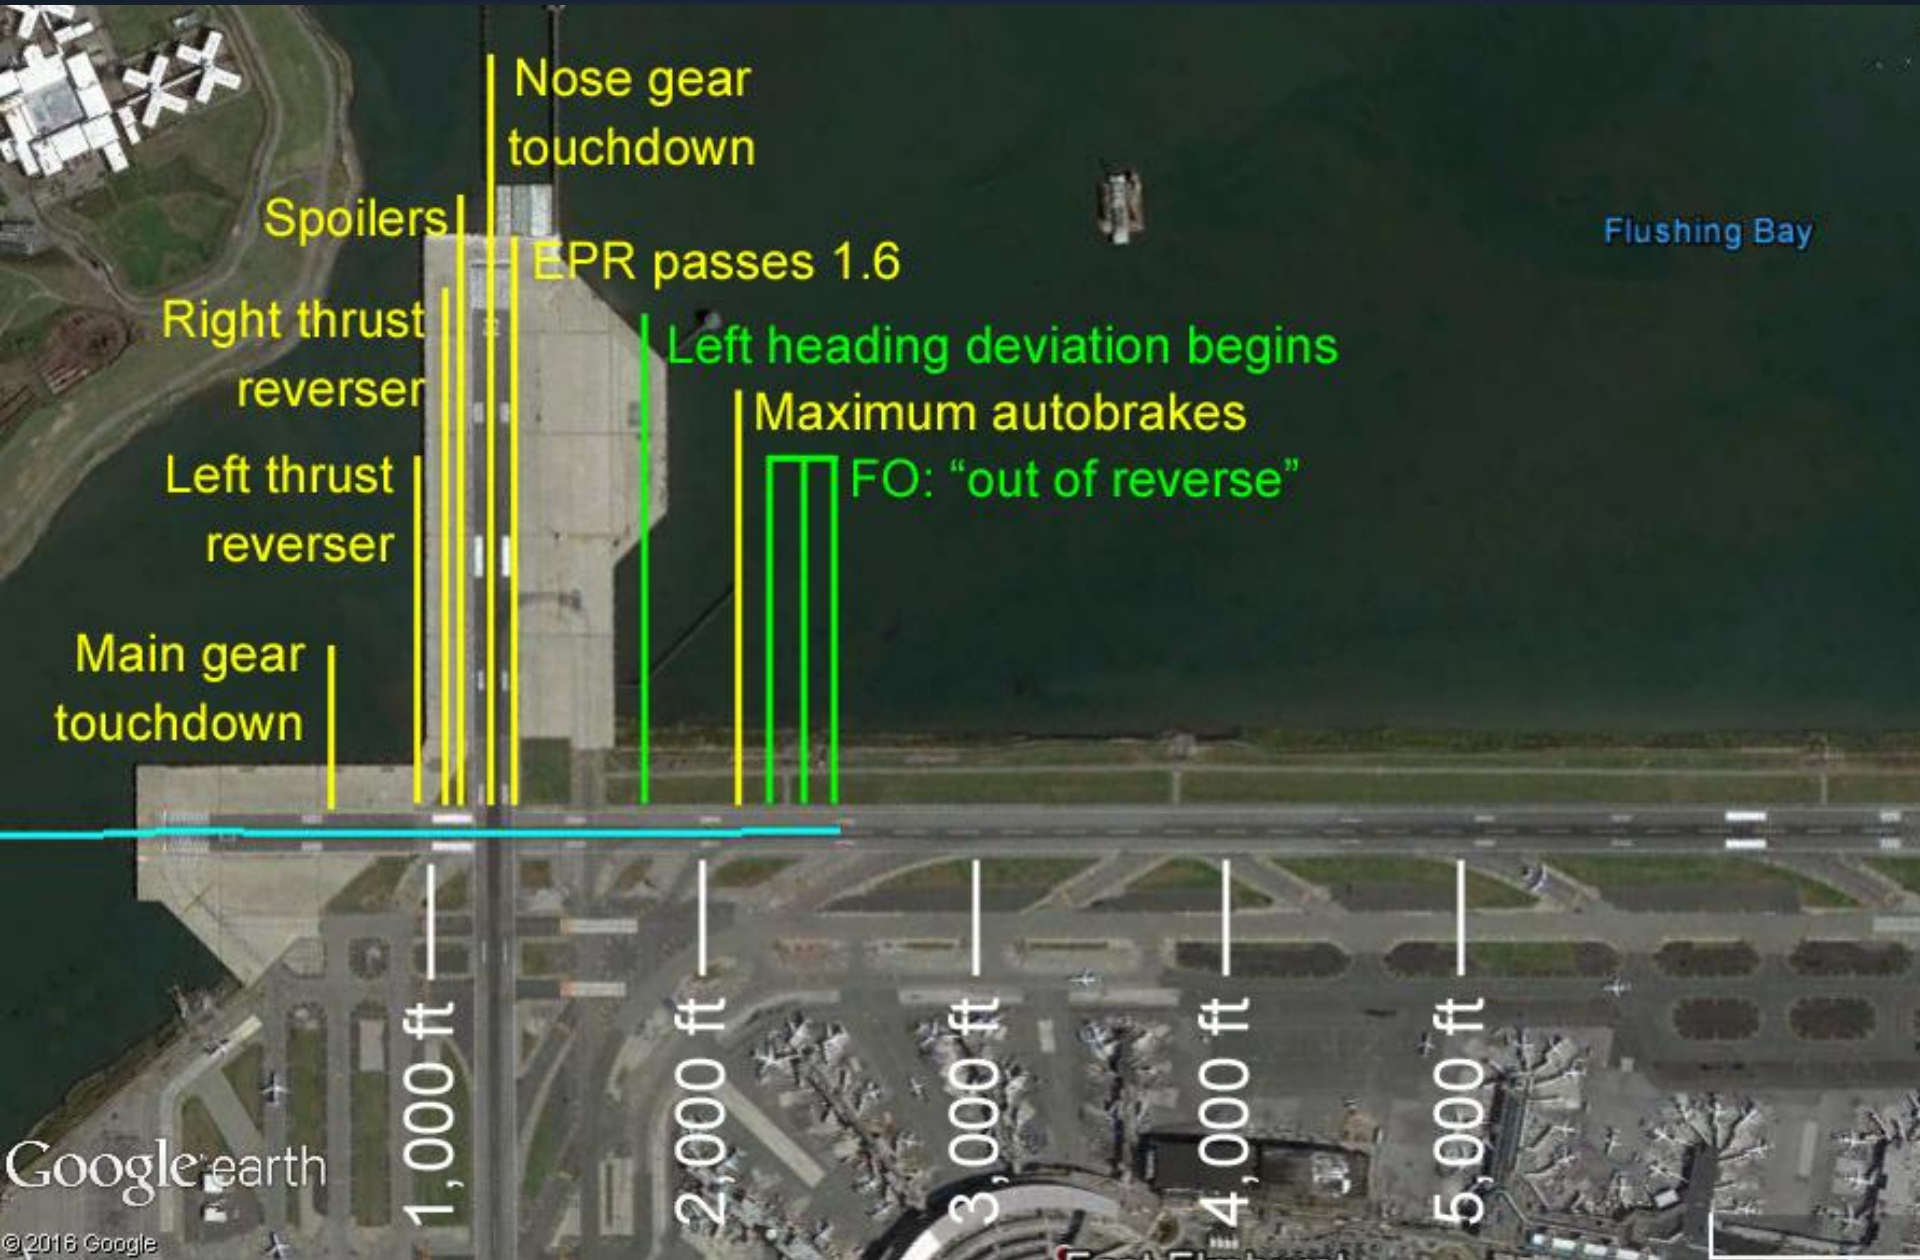 Nose gear
touchdown
Spoilers
EPR passes 1.6
Flushing Bay
Right thrust
reverser
Left heading deviation begins
Maximum autobrakes
Left thrust
reverser
FO: “out of reverse”
Main gear
touchdown
1,000 ft
2,000 ft
3,000 ft
4,000 ft
5,000 ft
Google earth
© 2016 Google